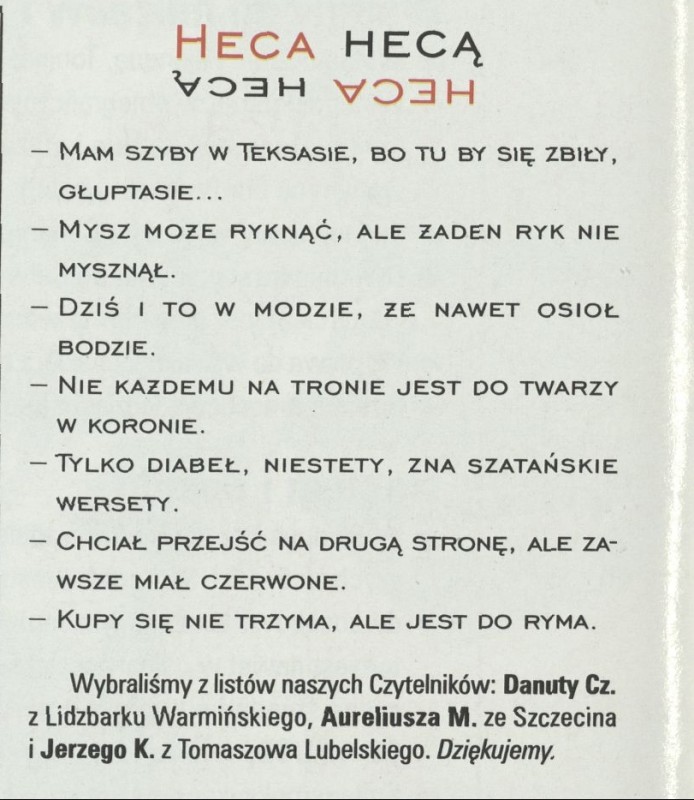 HECA HECĄ
HECA HECĄ
– MAM SZYBY W TEKSASIE, BO TU BY SIĘ ZBIŁY,
GŁUPTASIE...
– MYSZ MOŻE RYKNĄĆ, ALE ŻADEN RYK NIE
MYSZNĄŁ.
– DZIŚ I TO W MODZIE, ŻE NAWET OSIOŁ
BODZIE.
– NIE KAŻDEMU NA TRONIE JEST DO TWARZY
W KORONIE.
– TYLKO DIABEŁ, NIESTETY, ZNA SZATAŃSKIE
WERSETY.
– CHCIAŁ PRZEJŚĆ NA DRUGĄ STRONĘ, ALE ZA-
WSZE MIAŁ CZERWONE.
– KUPY SIĘ NIE TRZYMA, ALE JEST DO RYMA.
Wybraliśmy z listów naszych Czytelników: Danuty Cz.
z Lidzbarku Warmińskiego, Aureliusza M. ze Szczecina
i Jerzego K. z Tomaszowa Lubelskiego. Dziękujemy.